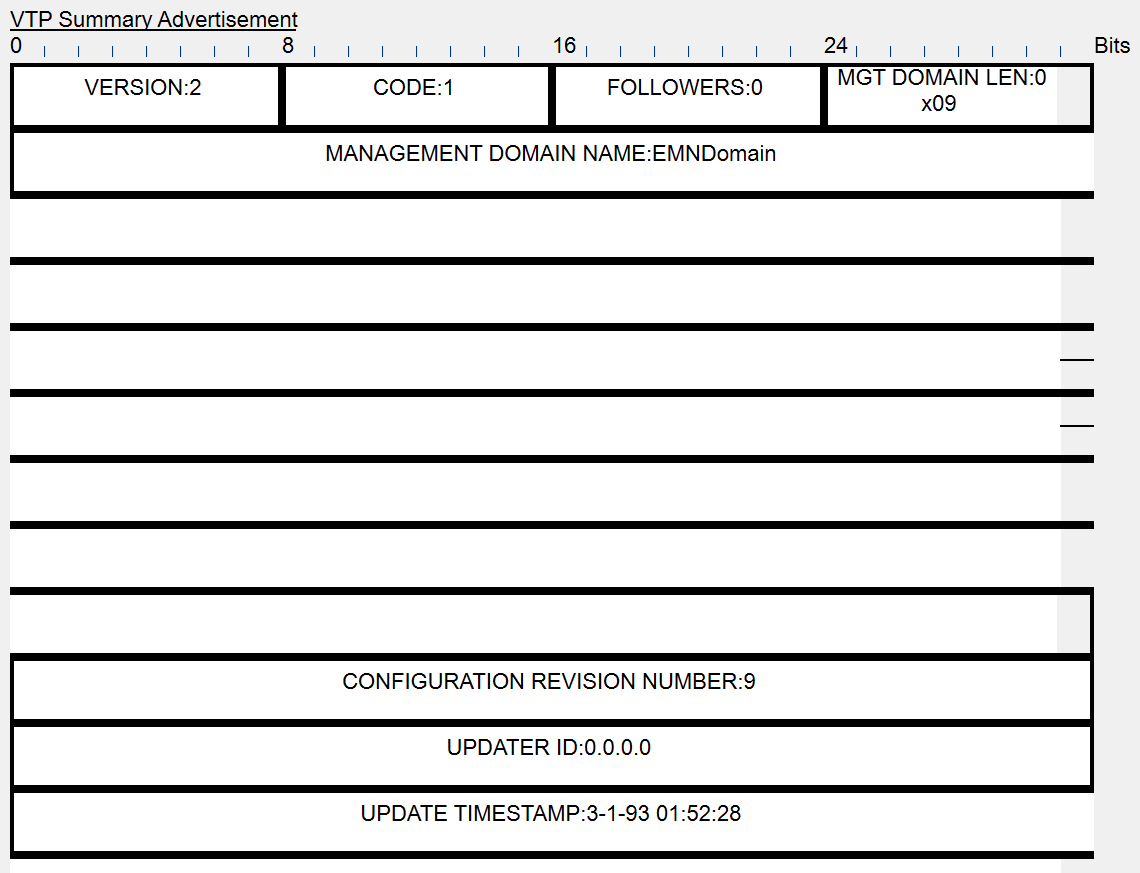 VTP Summary Advertisement
0 8 16 24 Bits
VERSION:2 CODE:1 FOLLOWERS:0 MGT DOMAIN LEN:0
x09
MANAGEMENT DOMAIN NAME:EMNDomain
CONFIGURATION REVISION NUMBER:9
UPDATER ID:0.0.0.0
UPDATE TIMESTAMP:3-1-93 01:52:28